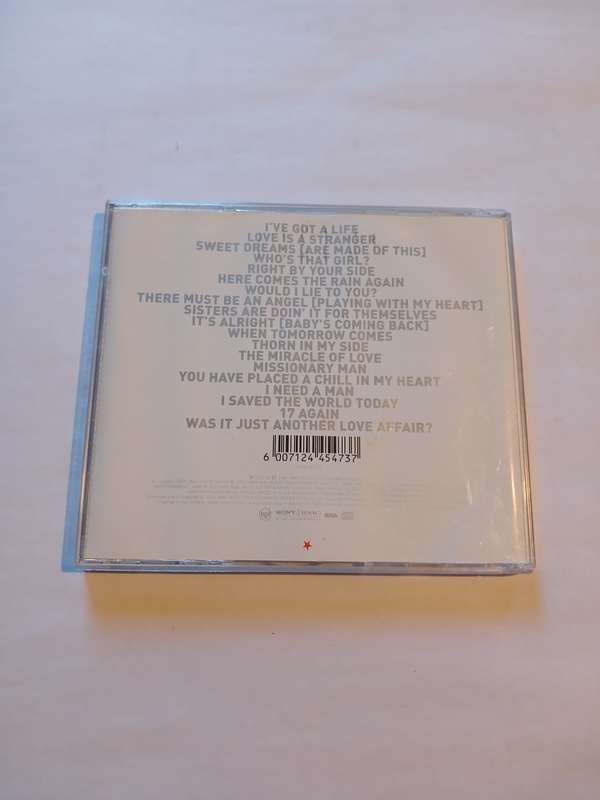 I'VE GOT A LIFE
LOVE IS A STRANGER
SWEET DREAMS [ARE MADE OF THIS]
WHO'S THAT GIRL?
RIGHT BY YOUR SIDE
HERE COMES THE RAIN AGAIN
WOULD I LIE TO YOU?
THERE MUST BE AN ANGEL [PLAYING WITH MY HEART]
SISTERS ARE DOIN' IT FOR THEMSELVES
IT'S ALRIGHT [BABY'S COMING BACK]
WHEN TOMORROW COMES
THORN IN MY SIDE
THE MIRACLE OF LOVE
MISSIONARY MAN
YOU HAVE PLACED A CHILL IN MY HEART
I NEED A MAN
I SAVED THE WORLD TODAY
17 AGAIN
WAS IT JUST ANOTHER LOVE AFFAIR?
6 007124 454737